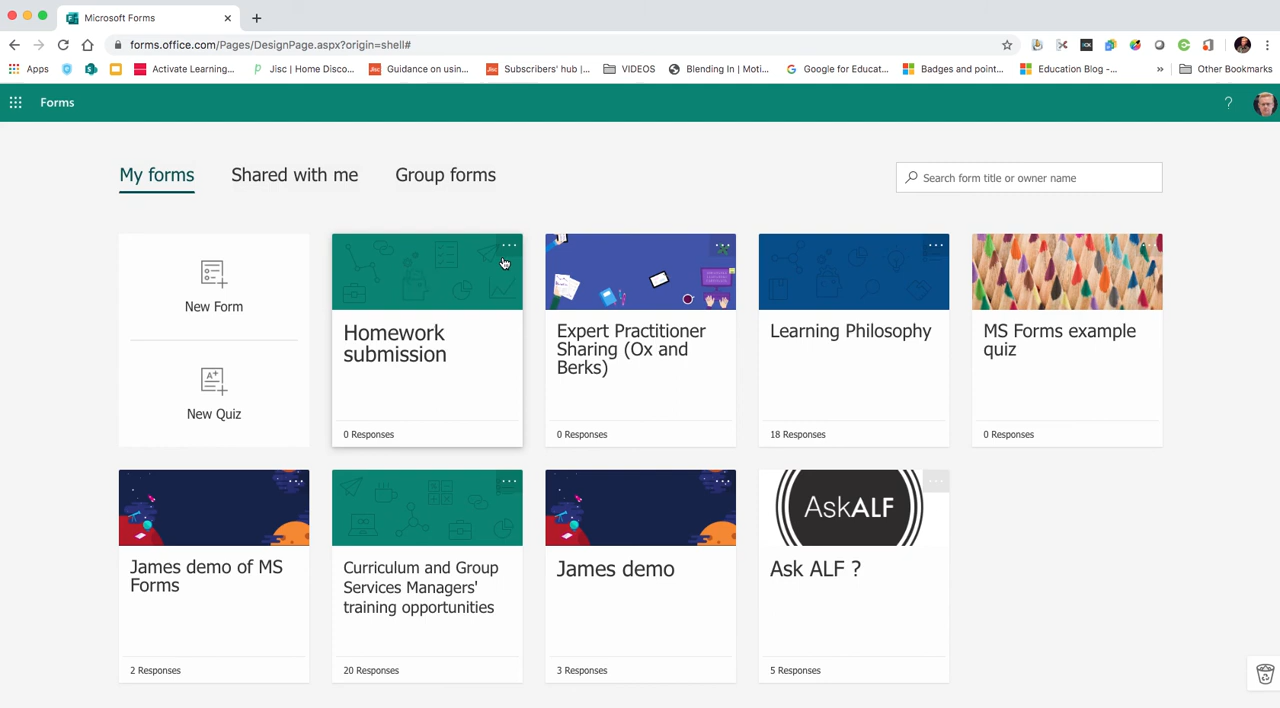 Microsoft Forms
forms.office.com/Pages/DesignPage.aspx?origin=shell#
Apps
Activate Learning...
Jisc | Home Disco...
Guidance on usin...
Subscribers' hub |...
VIDEOS
Blending In | Moti...
Google for Educat...
Badges and point...
Education Blog -...
»
Other Bookmarks
Forms
?
My forms
Shared with me
Group forms
Search form title or owner name
New Form
New Quiz
Homework
submission
0 Responses
Expert Practitioner
Sharing (Ox and
Berks)
0 Responses
Learning Philosophy
18 Responses
MS Forms example
quiz
0 Responses
James demo of MS
Forms
2 Responses
Curriculum and Group
Services Managers'
training opportunities
20 Responses
James demo
3 Responses
AskALF
Ask ALF ?
5 Responses